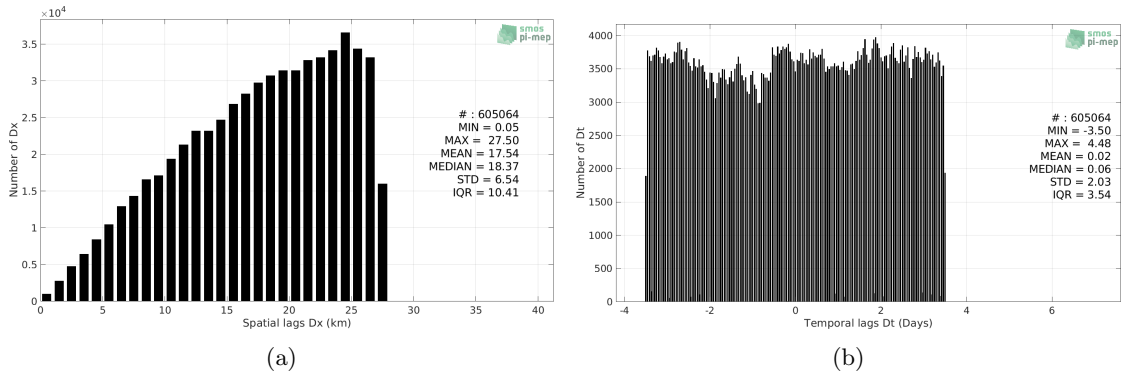 ×10⁴
3.5
3
2.5
2
1.5
1
0.5
0
Number of Dx
0 5 10 15 20 25 30 35 40
Spatial lags Dx (km)
smos
pi-mep
# : 605064
MIN = 0.05
MAX = 27.50
MEAN = 17.54
MEDIAN = 18.37
STD = 6.54
IQR = 10.41
(a)
4000
3500
3000
2500
2000
1500
1000
500
0
Number of Dt
-4 -2 0 2 4 6
Temporal lags Dt (Days)
smos
pi-mep
# : 605064
MIN = -3.50
MAX = 4.48
MEAN = 0.02
MEDIAN = 0.06
STD = 2.03
IQR = 3.54
(b)